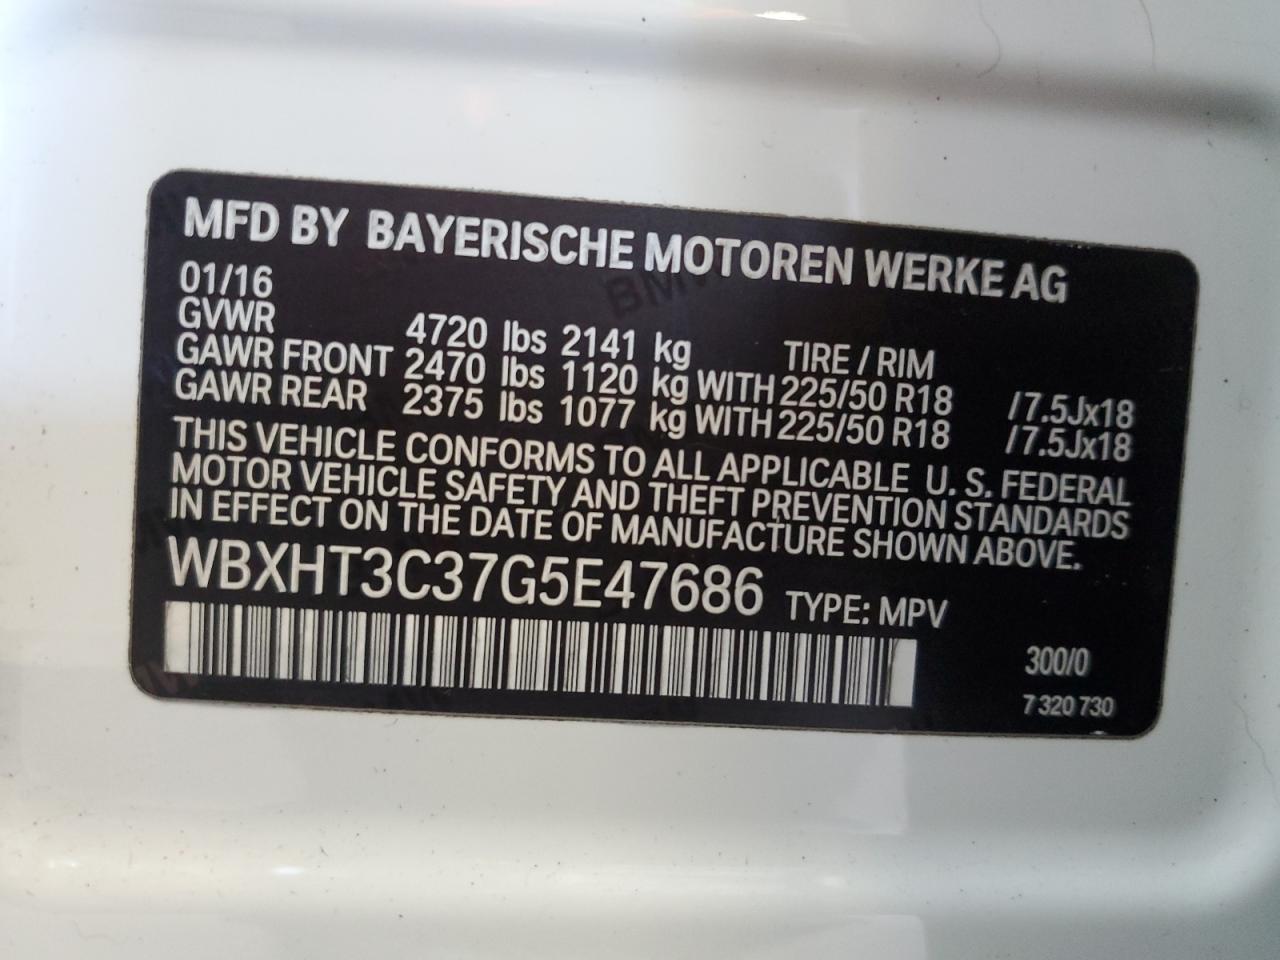 MFD BY BAYERISCHE MOTOREN WERKE AG
01/16
GVWR 4720 lbs 2141 kg TIRE / RIM
GAWR FRONT 2470 lbs 1120 kg WITH 225/50 R18 /7.5Jx18
GAWR REAR 2375 lbs 1077 kg WITH 225/50 R18 /7.5Jx18
THIS VEHICLE CONFORMS TO ALL APPLICABLE U. S. FEDERAL
MOTOR VEHICLE SAFETY AND THEFT PREVENTION STANDARDS
IN EFFECT ON THE DATE OF MANUFACTURE SHOWN ABOVE.
WBXHT3C37G5E47686 TYPE: MPV
300/0
7 320 730